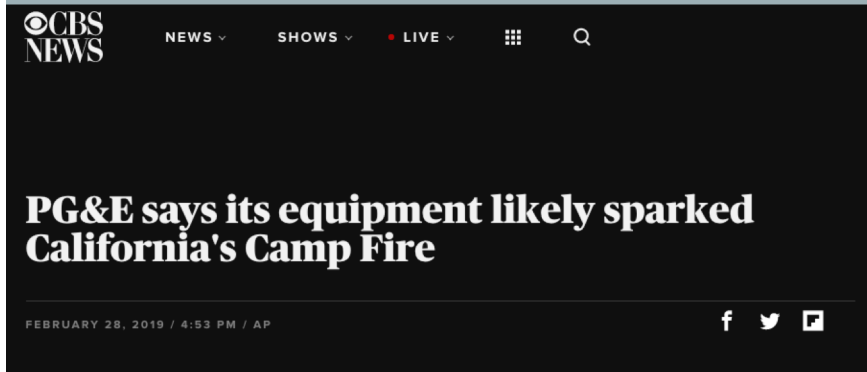 CBS
NEWS
NEWS
SHOWS
LIVE
PG&E says its equipment likely sparked
California's Camp Fire
FEBRUARY 28, 2019 / 4:53 PM / AP